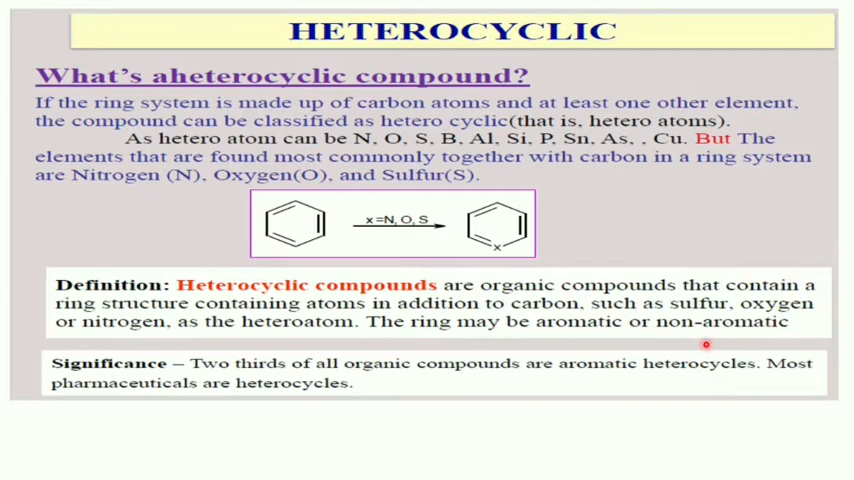 HETEROCYCLIC
What's aheterocyclic compound?
If the ring system is made up of carbon atoms and at least one other element,
the compound can be classified as hetero cyclic(that is, hetero atoms).
As hetero atom can be N, O, S, B, Al, Si, P, Sn, As, , Cu. But The
elements that are found most commonly together with carbon in a ring system
are Nitrogen (N), Oxygen(O), and Sulfur(S).
x =N, O, S
x
Definition: Heterocyclic compounds are organic compounds that contain a
ring structure containing atoms in addition to carbon, such as sulfur, oxygen
or nitrogen, as the heteroatom. The ring may be aromatic or non-aromatic
Significance – Two thirds of all organic compounds are aromatic heterocycles. Most
pharmaceuticals are heterocycles.